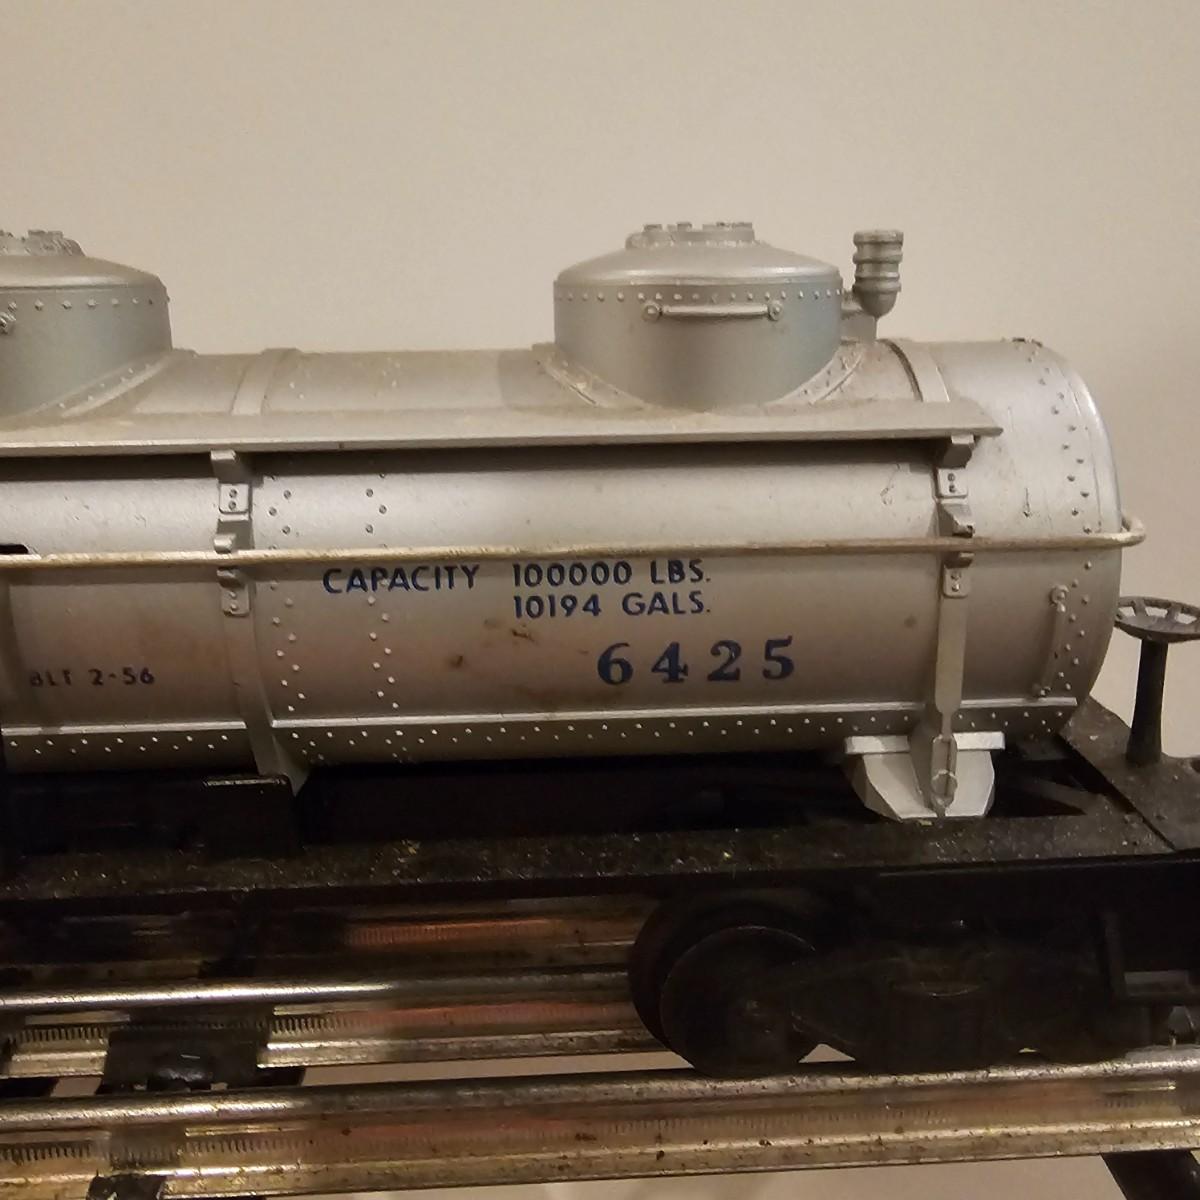 CAPACITY 100000 LBS.
10194 GALS.
6425
BLT 2-56